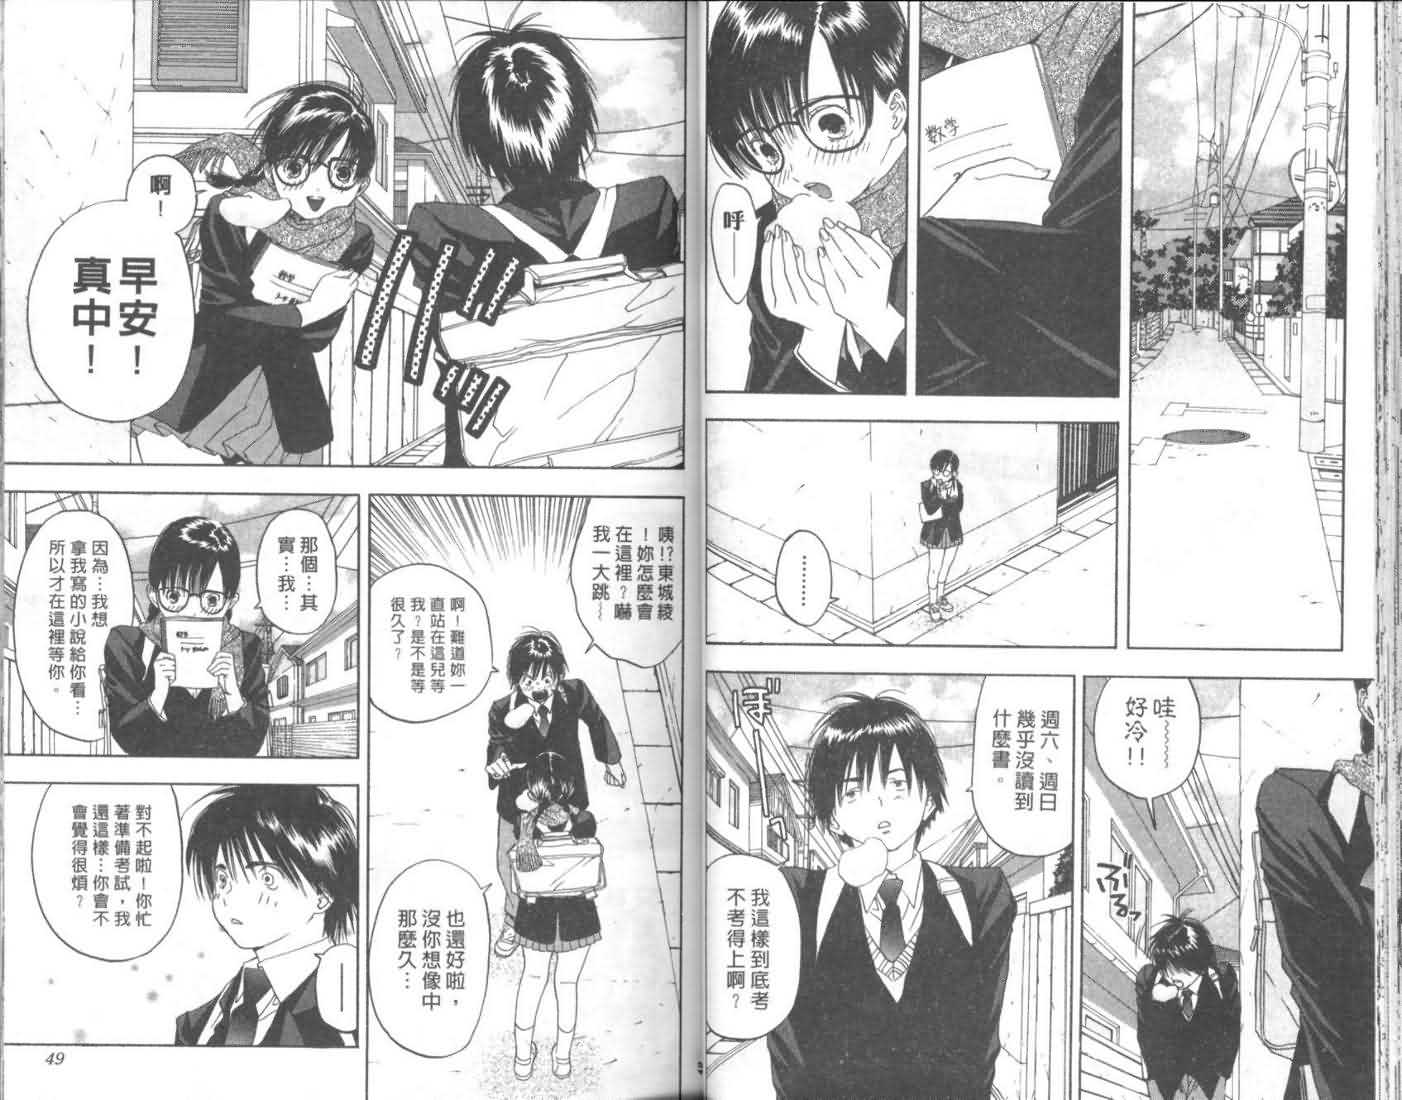 数学
呼
………
哇~~~~
好冷!!
ぶるっ
週六、週日
幾乎沒讀到
什麼書。
ぼ
我這樣到底考
不考得上啊?
啊!
早安!
真中!
咦!?東城綾
!妳怎麼會
在這裡?嚇
我一大跳~
啊!難道妳一
直站在這兒等
我?是不是等
很久了?
也還好啦,
沒你想像中
那麼久…
那個…其
實…我…
因為…我想
拿我寫的小說給你看…
所以才在這裡等你。
對不起啦!你忙
著準備考試,我
還這樣…你會不
會覺得很煩?
49